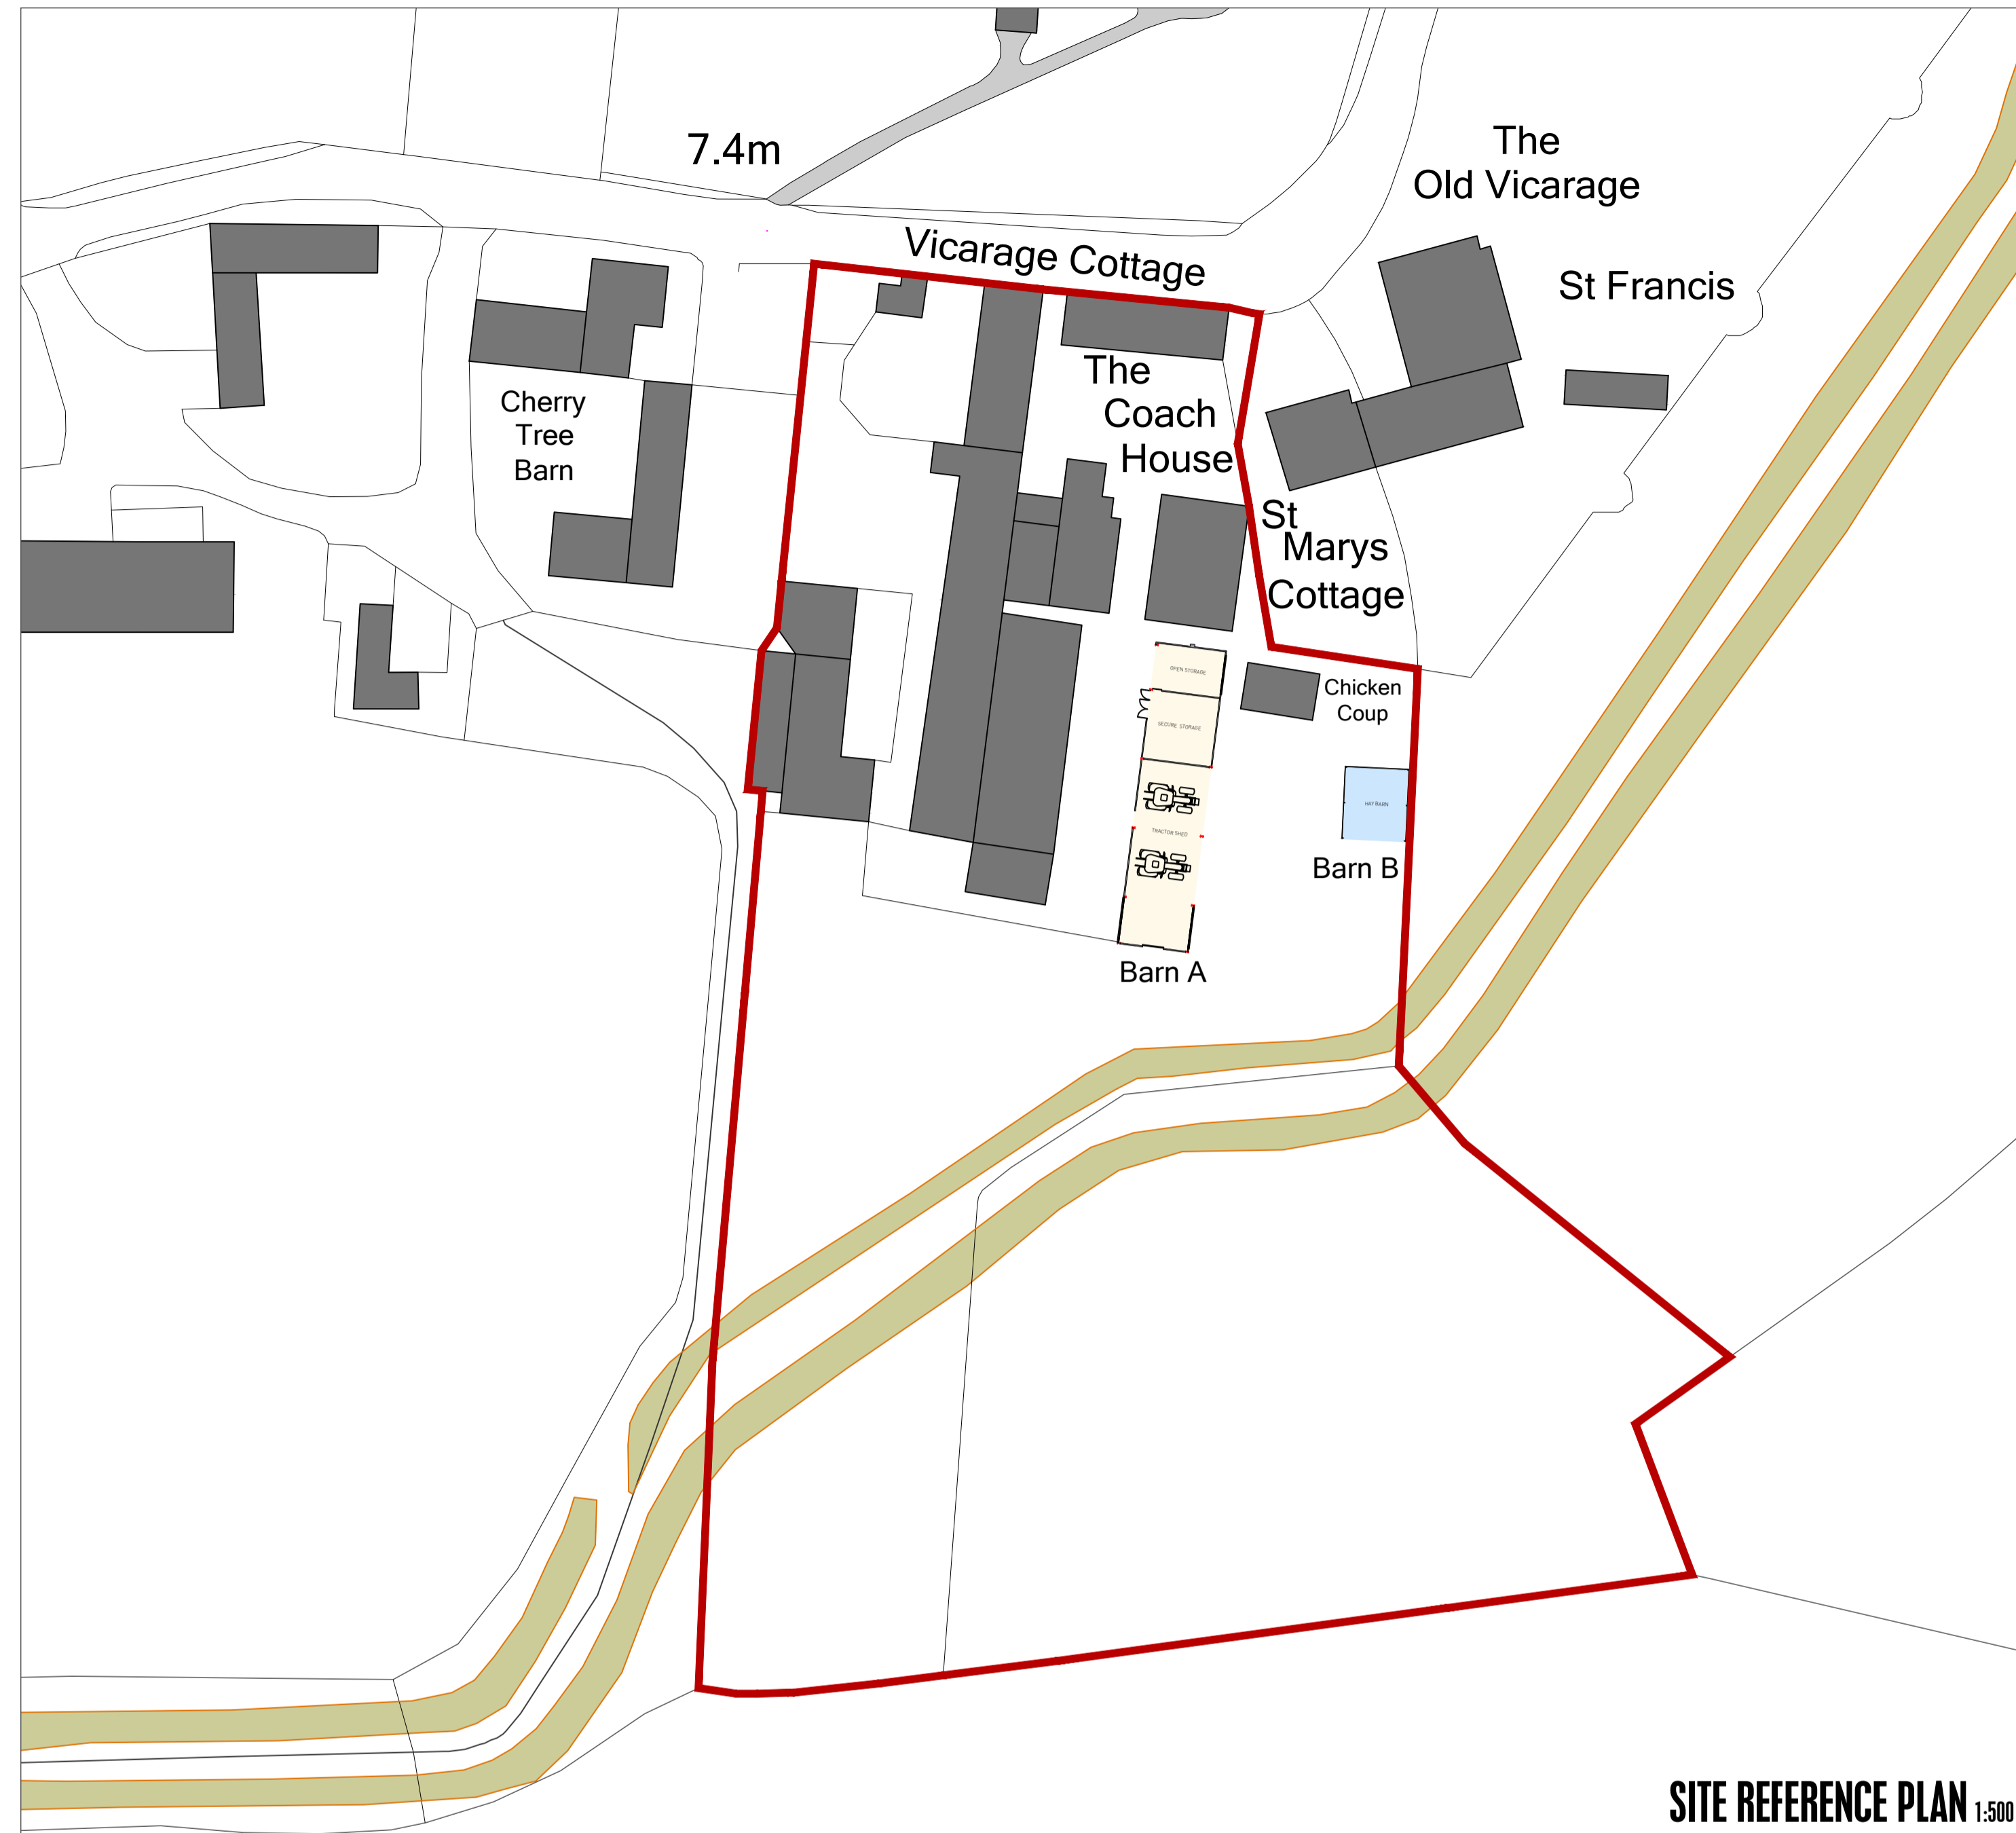 7.4m
The
Old Vicarage
Vicarage Cottage
St Francis
The
Coach
House
Cherry
Tree
Barn
St
Marys
Cottage
OPEN STORAGE
SECURE STORAGE
Chicken
Coup
TRACTOR SHED
HAY BARN
Barn B
Barn A
SITE REFERENCE PLAN 1:500